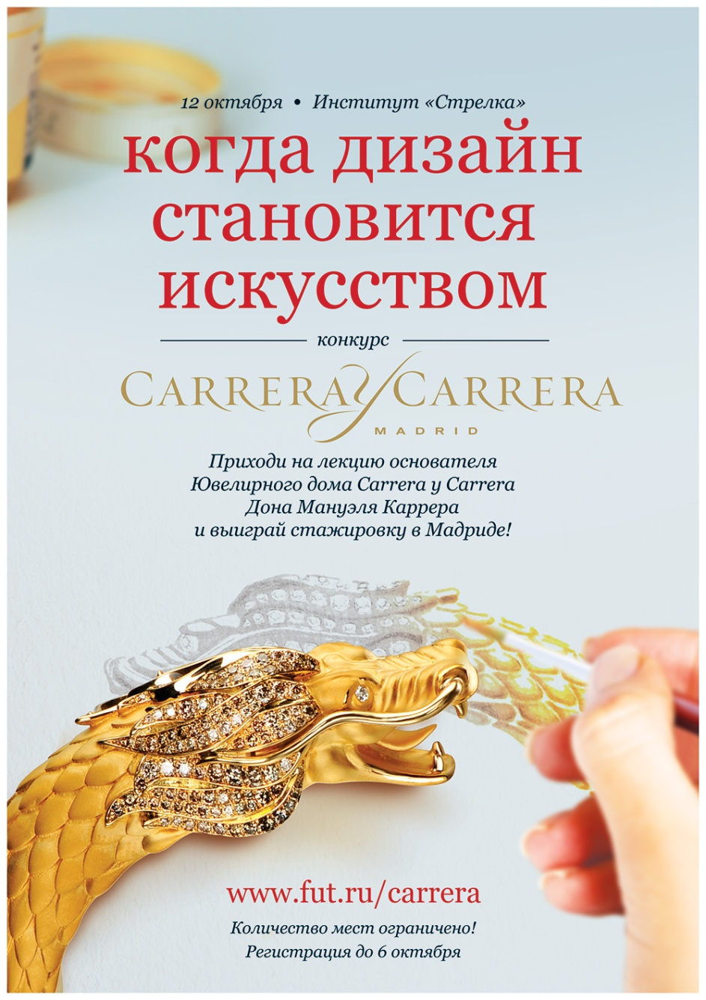 12 октября • Институт «Стрелка»
когда дизайн
становится
искусством
конкурс
CARRERA Y CARRERA
MADRID
Приходи на лекцию основателя
Ювелирного дома Carrera y Carrera
Дона Мануэля Каррера
и выиграй стажировку в Мадриде!
www.fut.ru/carrera
Количество мест ограничено!
Регистрация до 6 октября